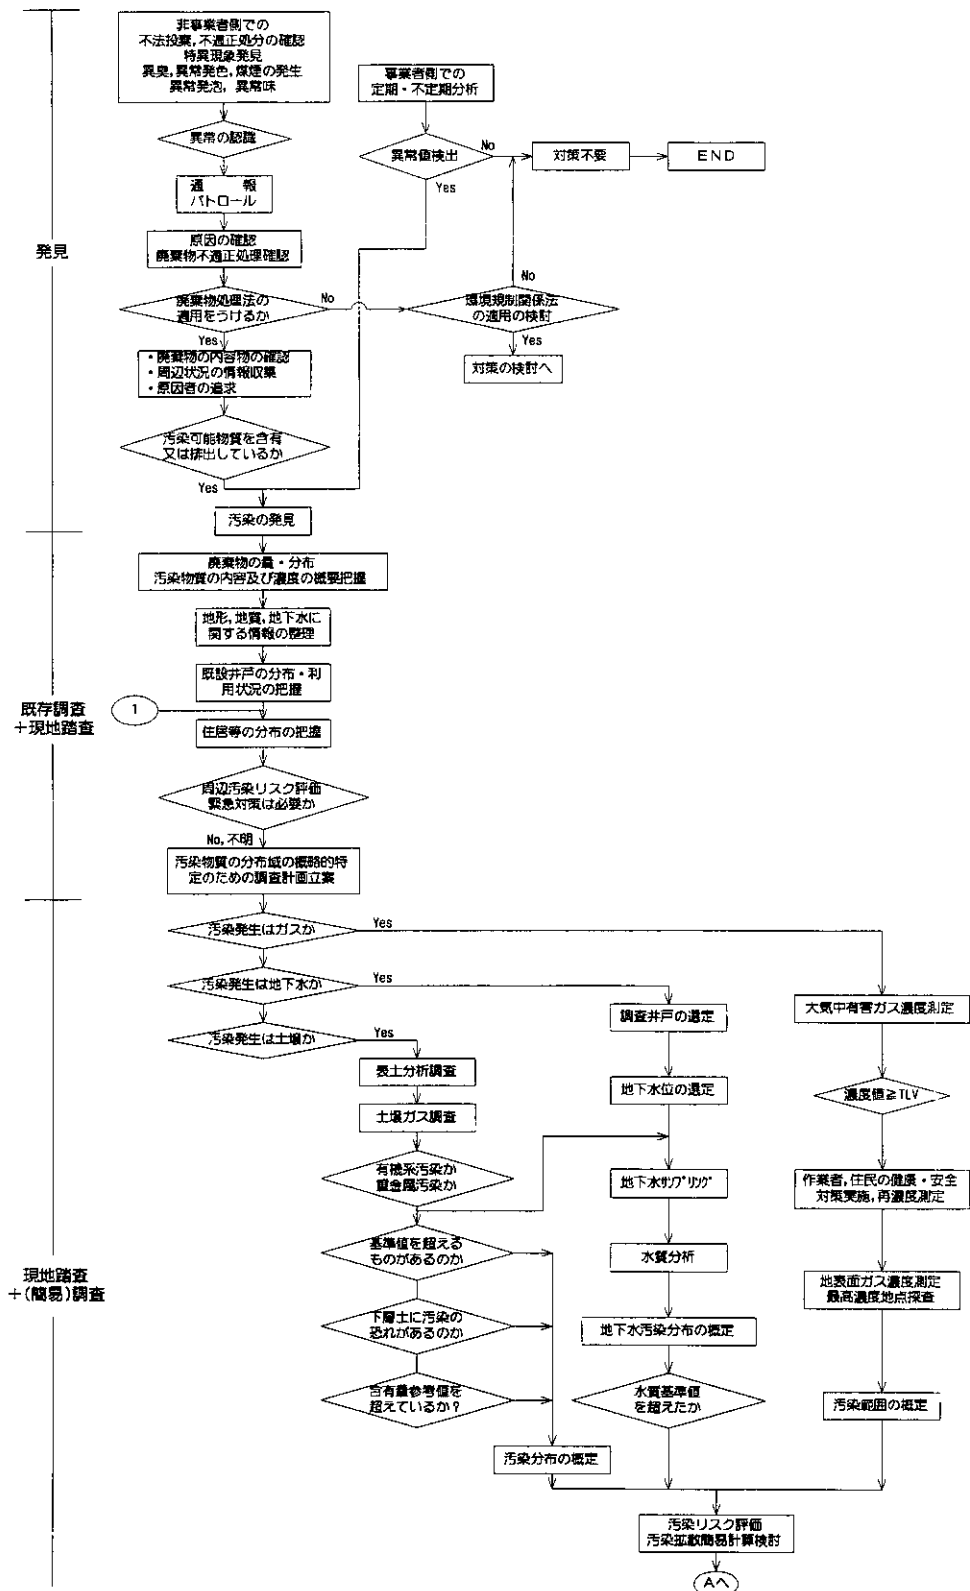 非事業者側での
不法投棄,不適正処分の確認
特異現象発見
異臭,異常発色,煤煙の発生
異常発泡, 異常味
事業者側での
定期・不定期分析
異常の認識
異常値検出
No
Yes
対策不要
END
通 報
パトロール
発見
原因の確認
廃棄物不適正処理確認
廃棄物処理法の
適用をうけるか
No
Yes
環境規制関係法
の適用の検討
No
Yes
対策の検討へ
・廃棄物の内容物の確認
・周辺状況の情報収集
・原因者の追求
汚染可能物質を含有
又は排出しているか
Yes
汚染の発見
廃棄物の量・分布
汚染物質の内容及び濃度の概要把握
地形,地質,地下水に
関する情報の整理
既設井戸の分布・利
用状況の把握
既存調査
+現地踏査
1
住居等の分布の把握
周辺汚染リスク評価
緊急対策は必要か
No,不明
汚染物質の分布域の概略的特
定のための調査計画立案
汚染発生はガスか
Yes
汚染発生は地下水か
Yes
汚染発生は土壌か
Yes
調査井戸の選定
大気中有害ガス濃度測定
表土分析調査
地下水位の選定
濃度値≧TLV
土壌ガス調査
有機系汚染か
重金属汚染か
地下水サンプリング
作業者,住民の健康・安全
対策実施,再濃度測定
基準値を超える
ものがあるのか
水質分析
現地踏査
+(簡易)調査
地表面ガス濃度測定
最高濃度地点探査
下層土に汚染の
恐れがあるのか
地下水汚染分布の概定
含有量参考値を
超えているか?
水質基準値
を超えたか
汚染範囲の概定
汚染分布の概定
汚染リスク評価
汚染拡散簡易計算検討
Aへ